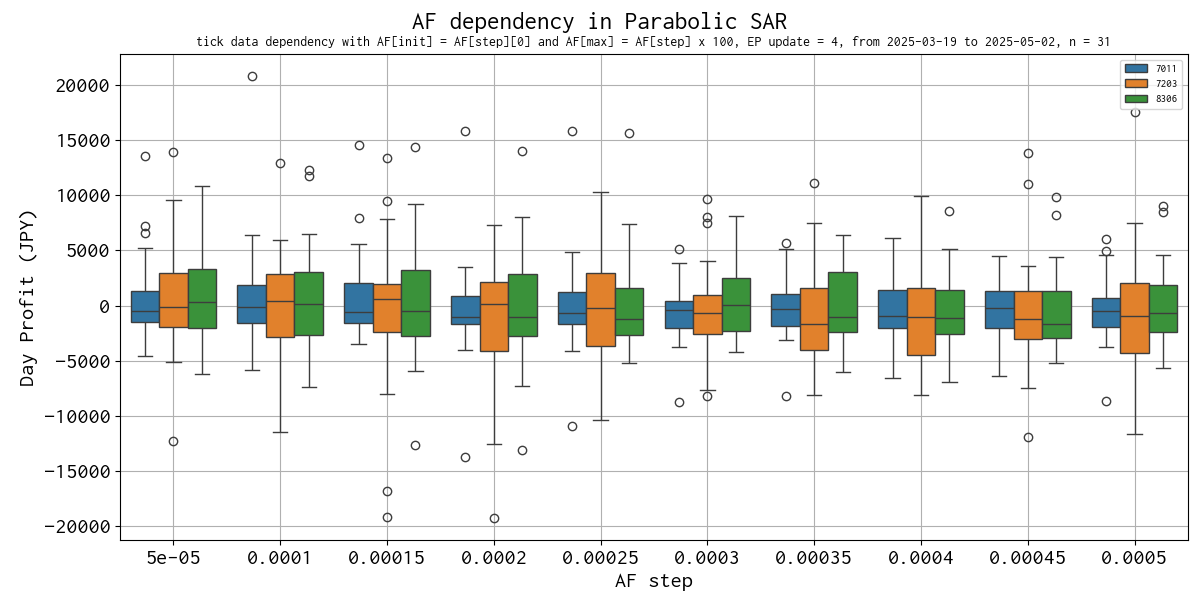 AF dependency in Parabolic SAR
tick data dependency with AF[init] = AF[step][0] and AF[max] = AF[step] x 100, EP update = 4, from 2025-03-19 to 2025-05-02, n = 31
7011
7203
8306
Day Profit (JPY)
20000
15000
10000
5000
0
−5000
−10000
−15000
−20000
5e−05 0.0001 0.00015 0.0002 0.00025 0.0003 0.00035 0.0004 0.00045 0.0005
AF step